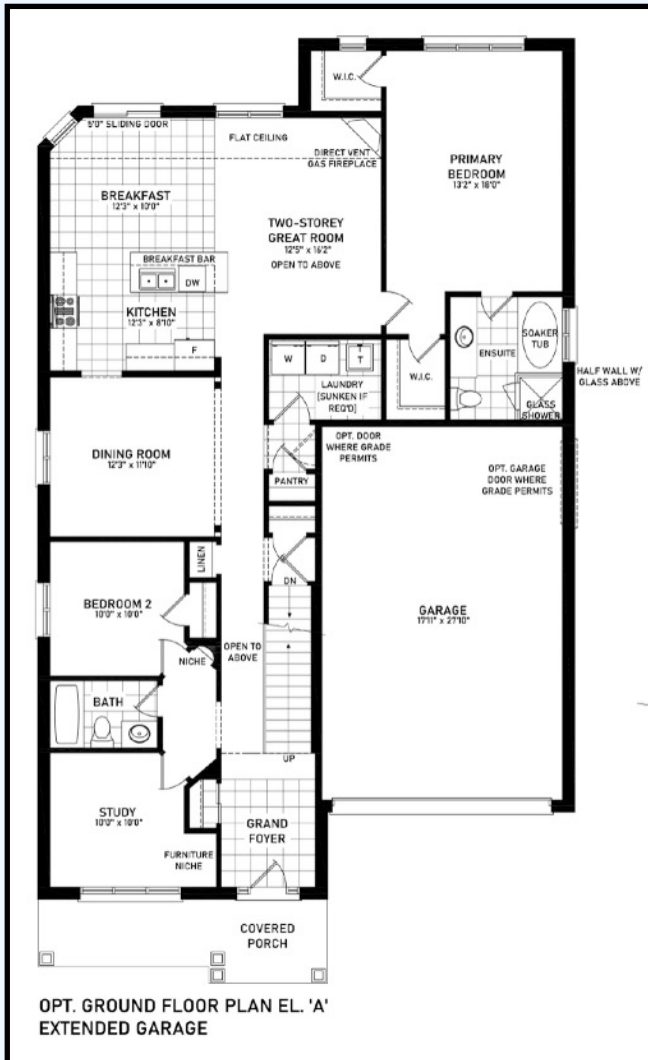 W.I.C.
5'0" SLIDING DOOR
FLAT CEILING
DIRECT VENT
GAS FIREPLACE
PRIMARY
BEDROOM
13'2" x 18'0"
BREAKFAST
12'3" x 10'0"
TWO-STOREY
GREAT ROOM
12'5" x 16'2"
OPEN TO ABOVE
BREAKFAST BAR
DW
KITCHEN
12'3" x 8'10"
F
W
D
T
T
LAUNDRY
(SUNKEN IF
REQ'D)
W.I.C.
ENSUITE
SOAKER
TUB
HALF WALL W/
GLASS ABOVE
GLASS
SHOWER
DINING ROOM
12'3" x 11'10"
OPT. DOOR
WHERE GRADE
PERMITS
PANTRY
OPT. GARAGE
DOOR WHERE
GRADE PERMITS
LINEN
DN
BEDROOM 2
10'0" x 10'0"
GARAGE
17'11" x 27'10"
NICHE
OPEN TO
ABOVE
BATH
UP
STUDY
10'0" x 10'0"
GRAND
FOYER
FURNITURE
NICHE
COVERED
PORCH
OPT. GROUND FLOOR PLAN EL. 'A'
EXTENDED GARAGE